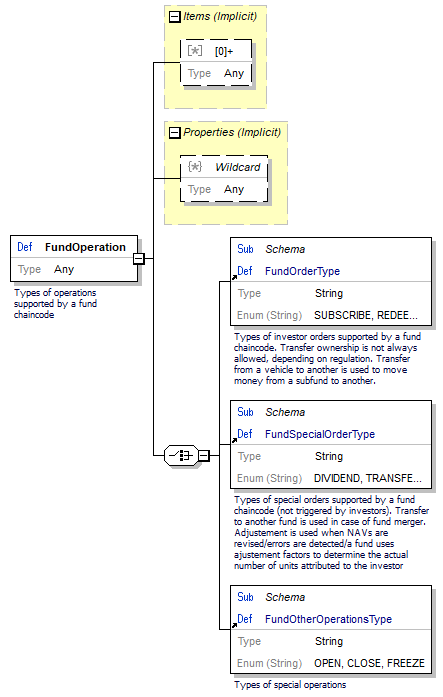 Items (Implicit)
[*] [0]+
Type Any
Properties (Implicit)
{*} Wildcard
Type Any
Def FundOperation
Type Any
Types of operations
supported by a fund
chaincode
Sub Schema
Def FundOrderType
Type String
Enum (String) SUBSCRIBE, REDEE...
Types of investor orders supported by a fund
chaincode. Transfer ownership is not always
allowed, depending on regulation. Transfer
from a vehicle to another is used to move
money from a subfund to another.
Sub Schema
Def FundSpecialOrderType
Type String
Enum (String) DIVIDEND, TRANSFE...
Types of special orders supported by a fund
chaincode (not triggered by investors). Transfer
to another fund is used in case of fund merger.
Adjustement is used when NAVs are
revised/errors are detected/a fund uses
ajustement factors to determine the actual
number of units attributed to the investor
Sub Schema
Def FundOtherOperationsType
Type String
Enum (String) OPEN, CLOSE, FREEZE
Types of special operations